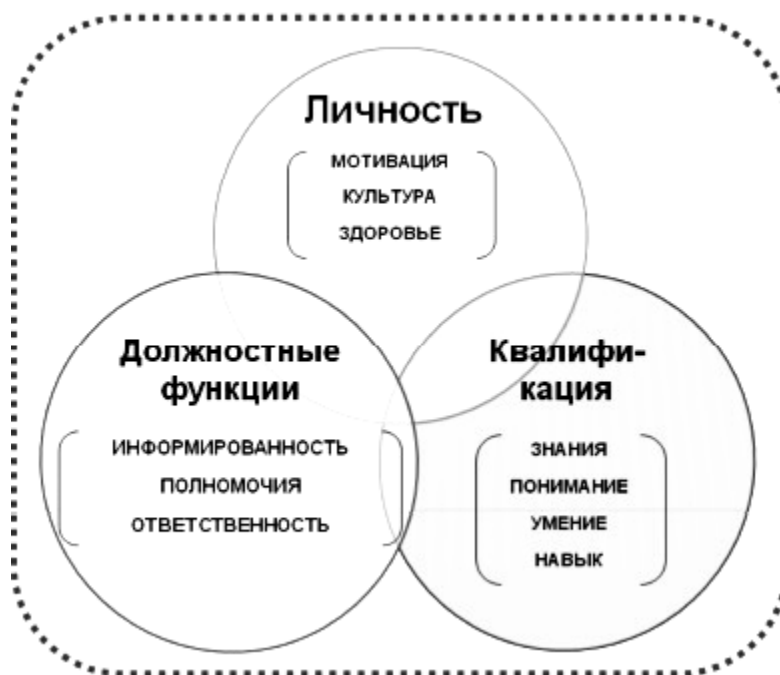 Личность
МОТИВАЦИЯ
КУЛЬТУРА
ЗДОРОВЬЕ
Должностные
функции
ИНФОРМИРОВАННОСТЬ
ПОЛНОМОЧИЯ
ОТВЕТСТВЕННОСТЬ
Квалифи-
кация
ЗНАНИЯ
ПОНИМАНИЕ
УМЕНИЕ
НАВЫК